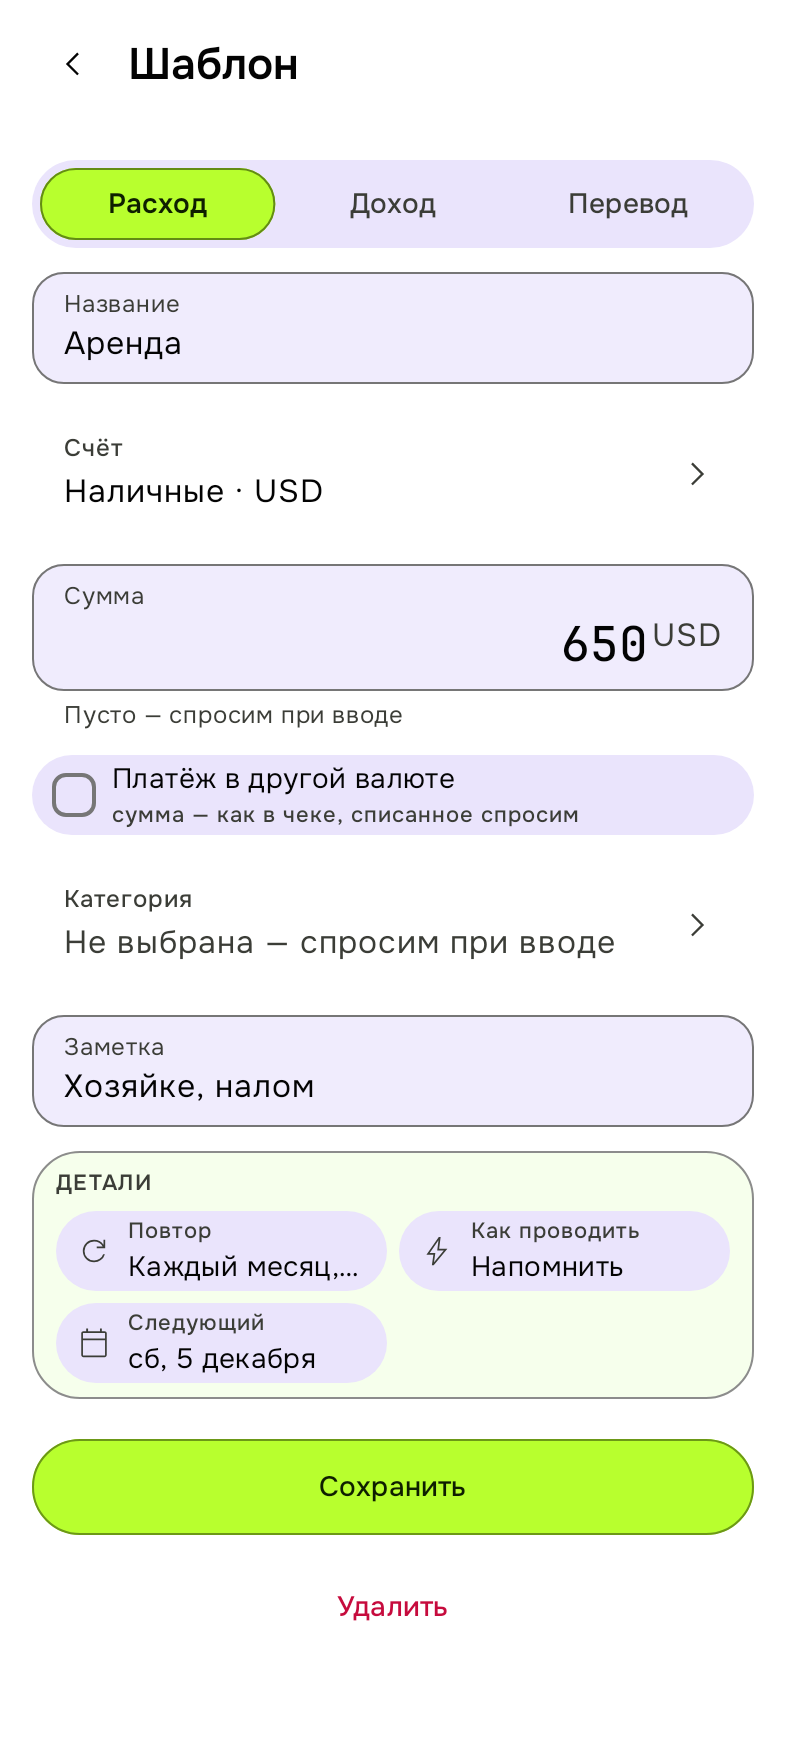 Шаблон
Расход
Доход
Перевод
Название
Аренда
Счёт
Наличные · USD
Сумма
650 USD
Пусто — спросим при вводе
Платёж в другой валюте
сумма — как в чеке, списанное спросим
Категория
Не выбрана — спросим при вводе
Заметка
Хозяйке, налом
ДЕТАЛИ
Повтор
Каждый месяц,...
Как проводить
Напомнить
Следующий
сб, 5 декабря
Сохранить
Удалить